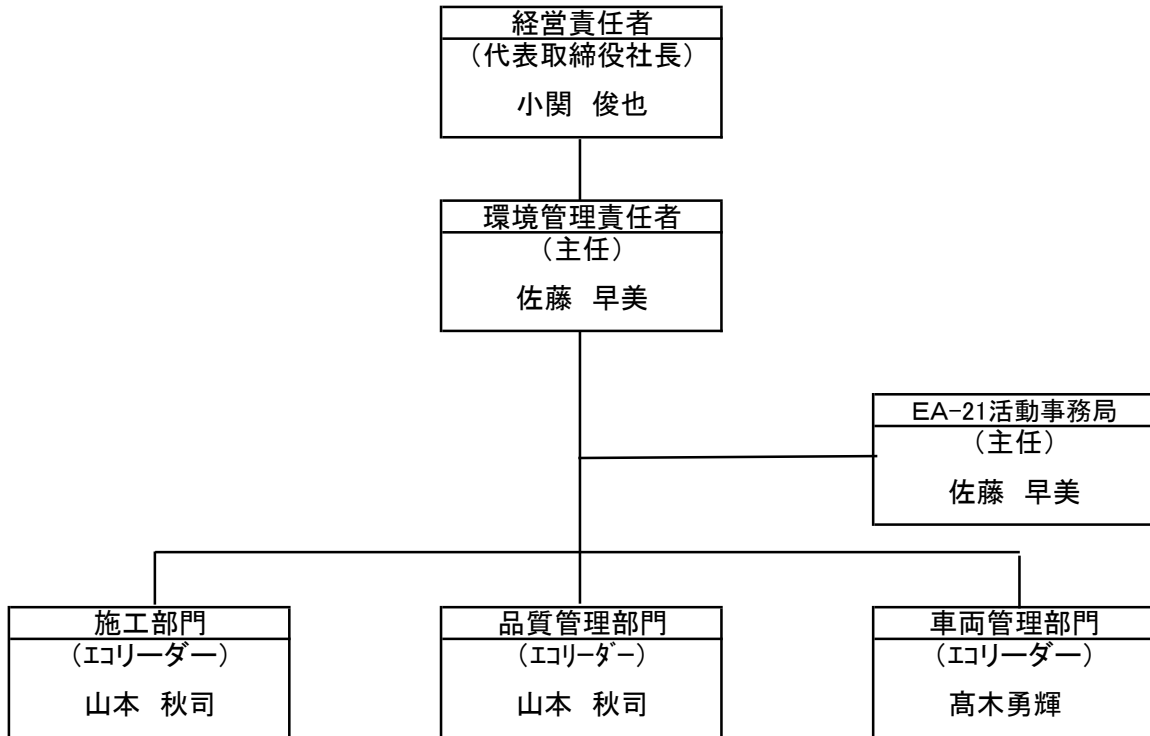 経営責任者
（代表取締役社長）
小関　俊也
環境管理責任者
（主任）
佐藤　早美
EA-21活動事務局
（主任）
佐藤　早美
施工部門
（ｴｺリーダー）
山本　秋司
品質管理部門
（ｴｺﾘｰﾀﾞｰ）
山本　秋司
車両管理部門
（ｴｺリーダー）
髙木勇輝